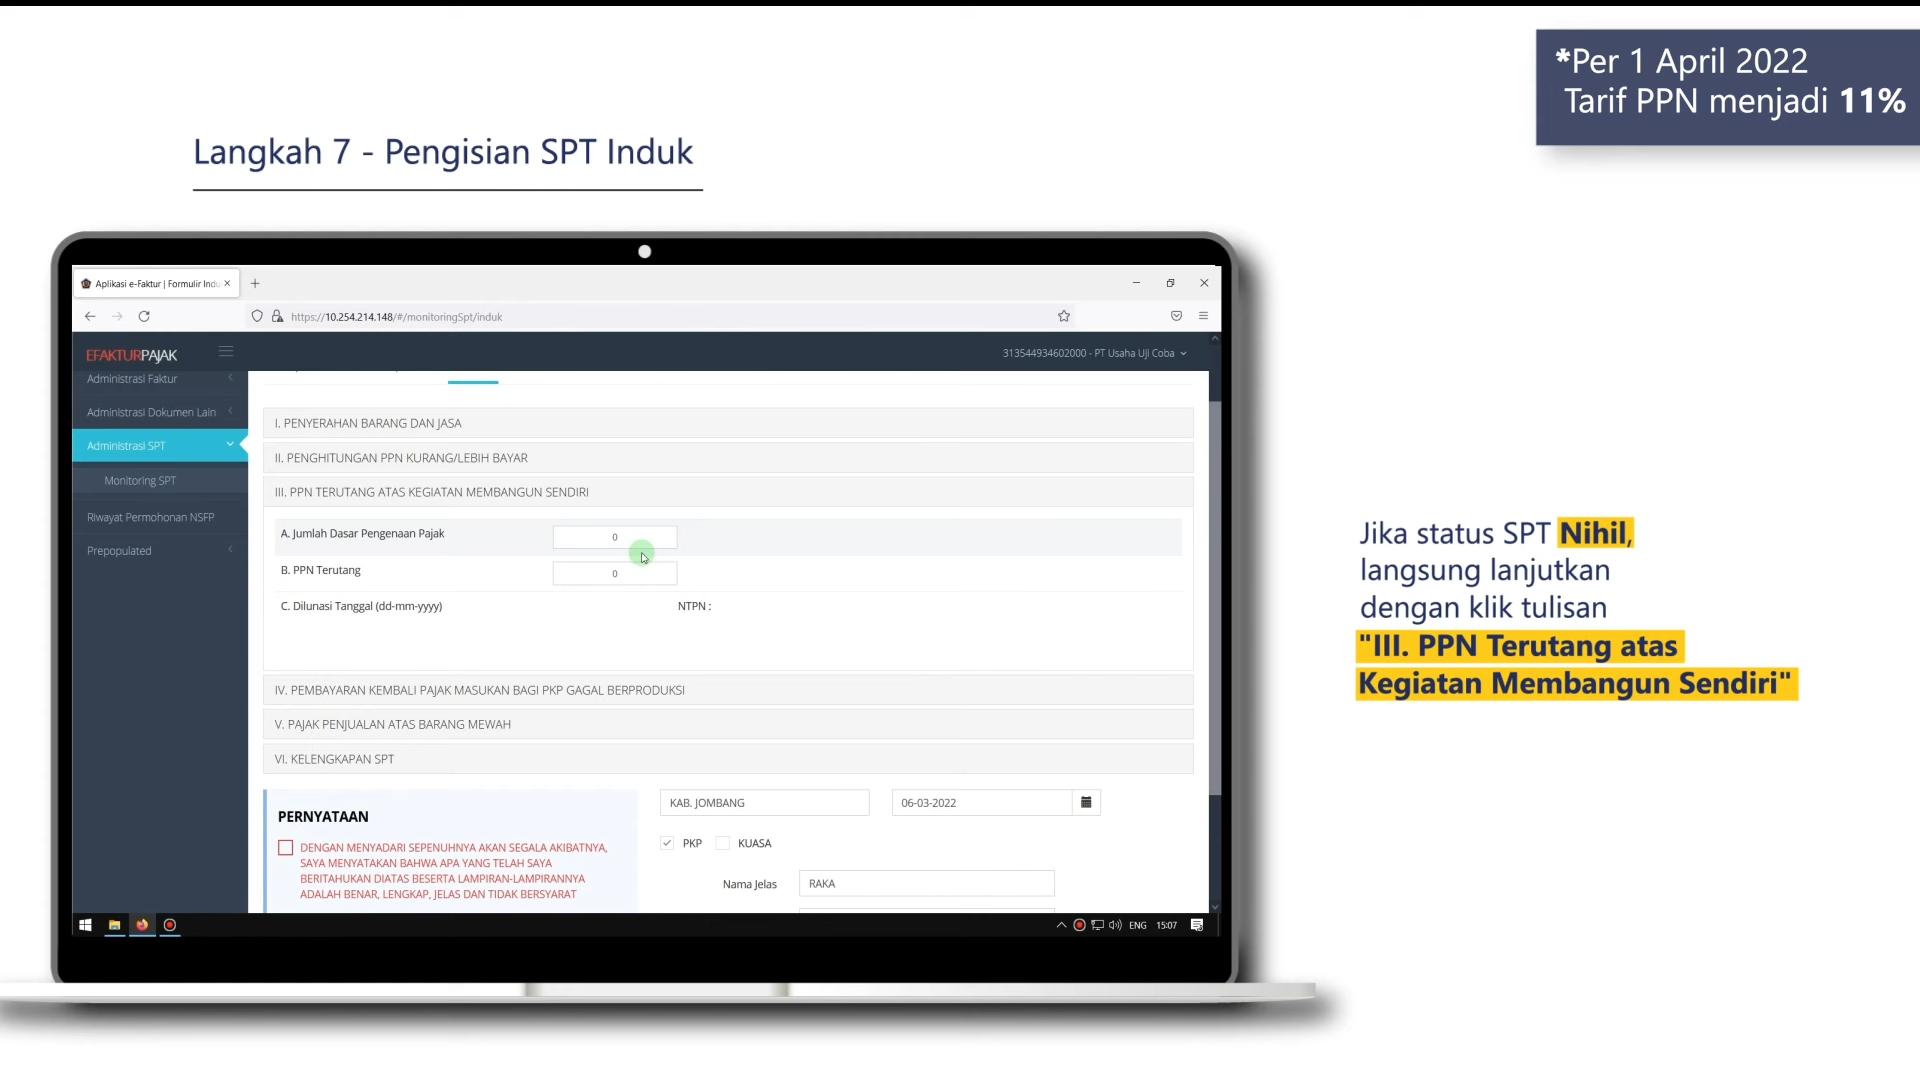 *Per 1 April 2022
Tarif PPN menjadi 11%
Langkah 7 - Pengisian SPT Induk
Aplikasi e-Faktur | Formulir Indu
https://10.254.214.148/#/monitoringSpt/induk
EFAKTURPAJAK
313544934602000 - PT Usaha Uji Coba
Administrasi Faktur
Administrasi Dokumen Lain
Administrasi SPT
Monitoring SPT
Riwayat Permohonan NSFP
Prepopulated
I. PENYERAHAN BARANG DAN JASA
II. PENGHITUNGAN PPN KURANG/LEBIH BAYAR
III. PPN TERUTANG ATAS KEGIATAN MEMBANGUN SENDIRI
A. Jumlah Dasar Pengenaan Pajak 0
B. PPN Terutang 0
C. Dilunasi Tanggal (dd-mm-yyyy) NTPN :
IV. PEMBAYARAN KEMBALI PAJAK MASUKAN BAGI PKP GAGAL BERPRODUKSI
V. PAJAK PENJUALAN ATAS BARANG MEWAH
VI. KELENGKAPAN SPT
PERNYATAAN
DENGAN MENYADARI SEPENUHNYA AKAN SEGALA AKIBATNYA,
SAYA MENYATAKAN BAHWA APA YANG TELAH SAYA
BERITAHUKAN DIATAS BESERTA LAMPIRAN-LAMPIRANNYA
ADALAH BENAR, LENGKAP, JELAS DAN TIDAK BERSYARAT
KAB. JOMBANG 06-03-2022
PKP KUASA
Nama Jelas RAKA
ENG 15:07
Jika status SPT Nihil,
langsung lanjutkan
dengan klik tulisan
"III. PPN Terutang atas
Kegiatan Membangun Sendiri"